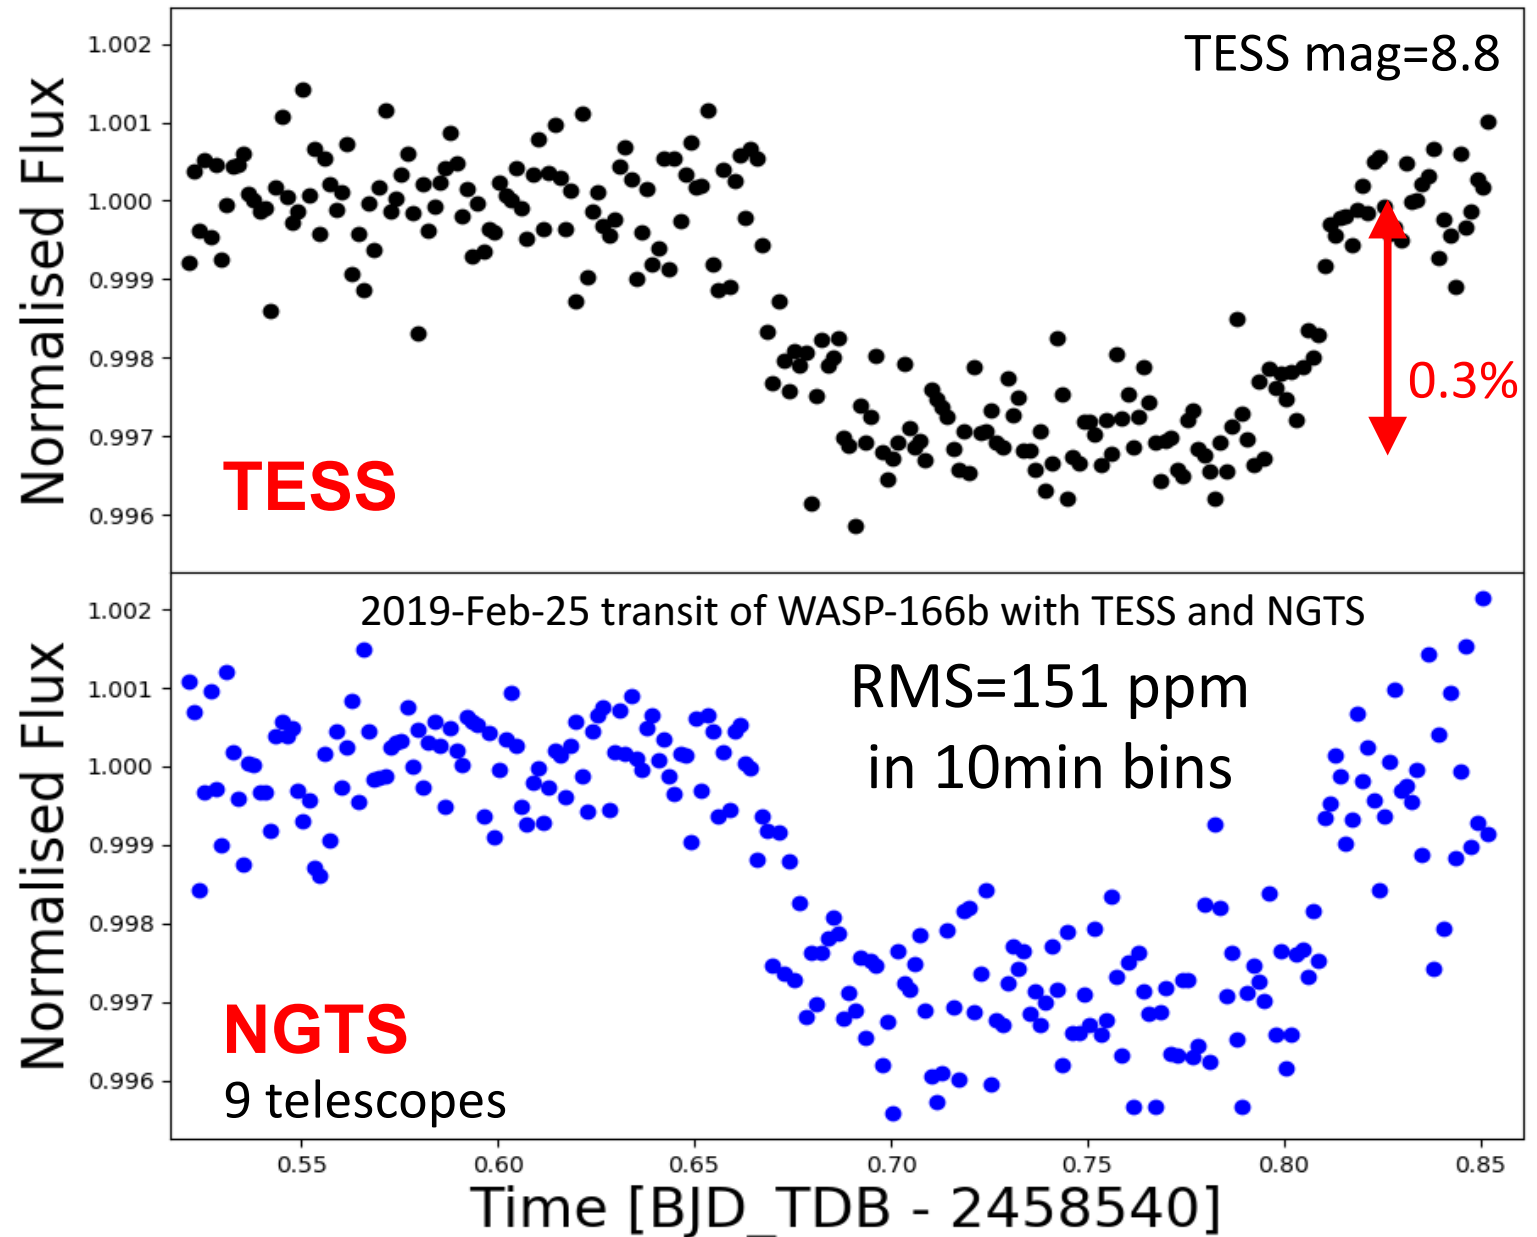 1.002
1.001
1.000
0.999
0.998
0.997
0.996
Normalised Flux
TESS mag=8.8
0.3%
TESS
1.002
1.001
1.000
0.999
0.998
0.997
0.996
Normalised Flux
2019-Feb-25 transit of WASP-166b with TESS and NGTS
RMS=151 ppm
in 10min bins
NGTS
9 telescopes
0.55 0.60 0.65 0.70 0.75 0.80 0.85
Time [BJD_TDB - 2458540]